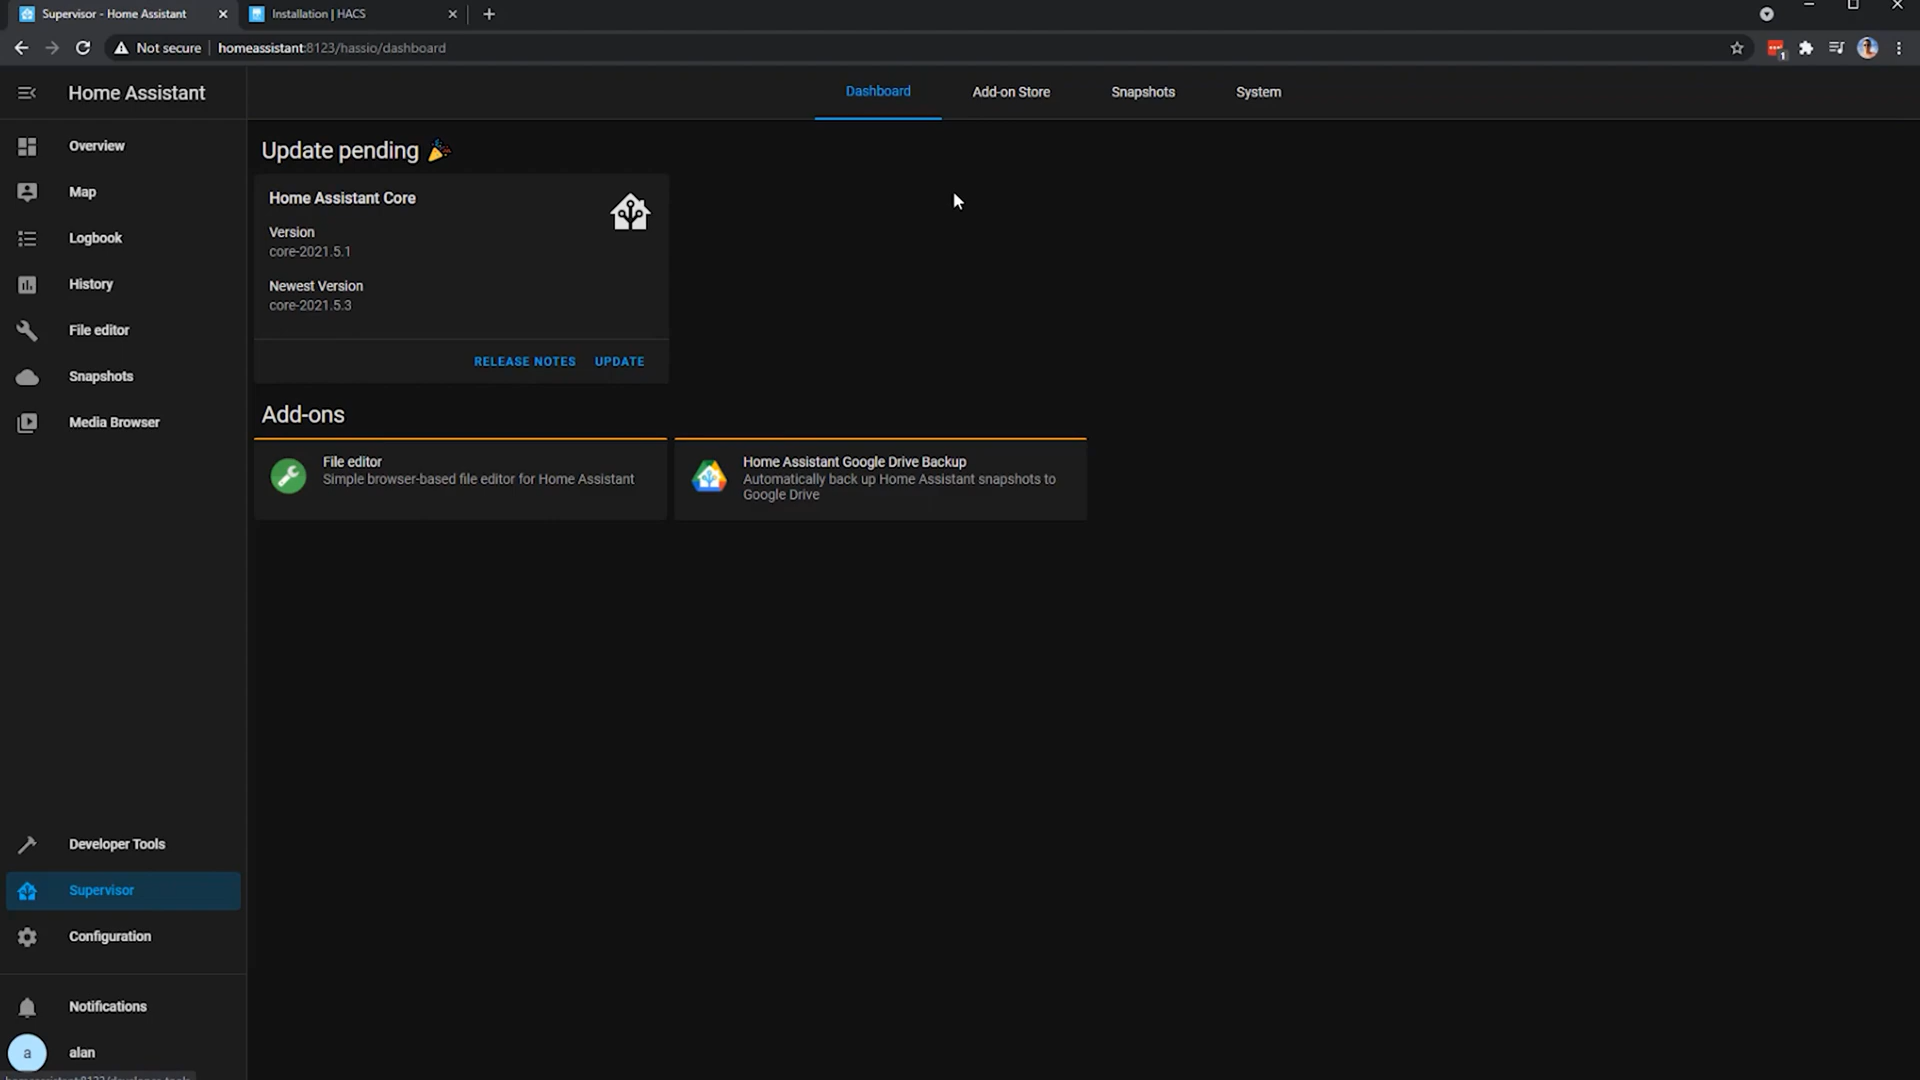 Supervisor - Home Assistant
Installation | HACS
Not secure
homeassistant:8123/hassio/dashboard
1
Home Assistant
Dashboard
Add-on Store
Snapshots
System
Overview
Map
Logbook
History
File editor
Snapshots
Media Browser
Update pending
Home Assistant Core
Version
core-2021.5.1
Newest Version
core-2021.5.3
RELEASE NOTES
UPDATE
Add-ons
File editor
Simple browser-based file editor for Home Assistant
Home Assistant Google Drive Backup
Automatically back up Home Assistant snapshots to
Google Drive
Developer Tools
Supervisor
Configuration
Notifications
a
alan